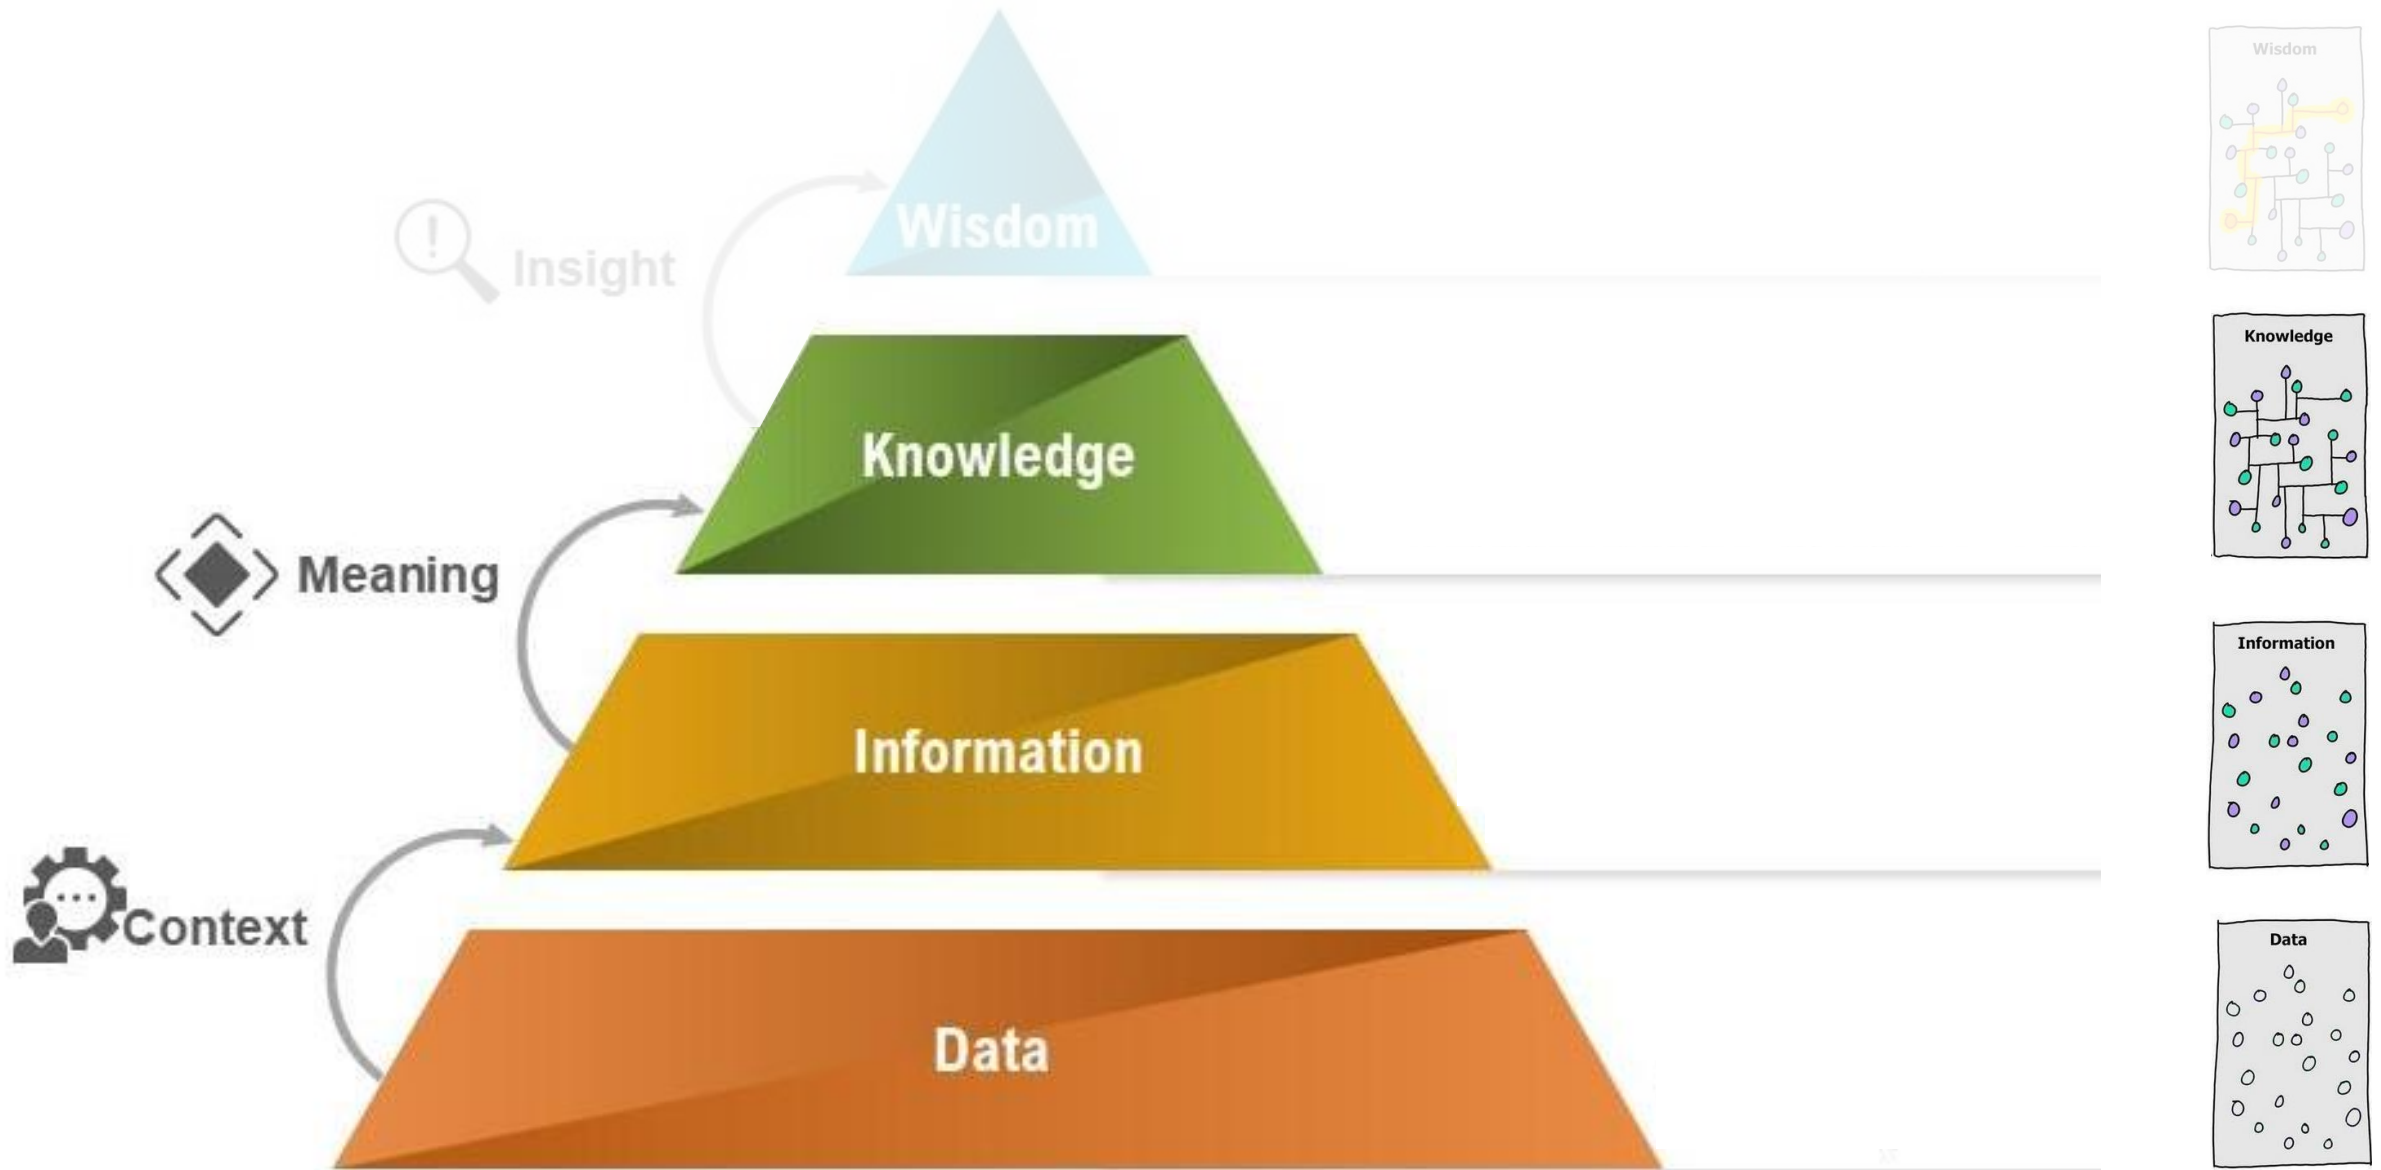 Wisdom
Wisdom
Insight
Knowledge
Knowledge
Meaning
Information
Information
Context
Data
Data